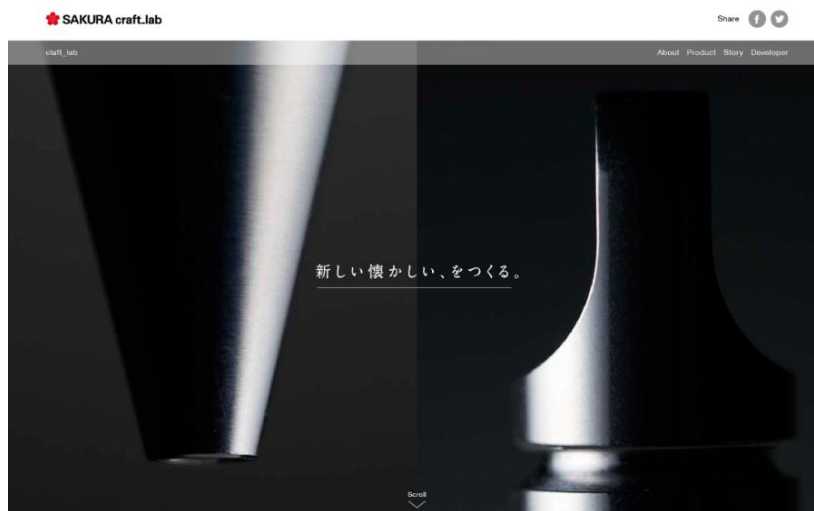 SAKURA craft_lab
Share
claft_lab
About Product Story Developer
新しい懐かしい、をつくる。
Scroll